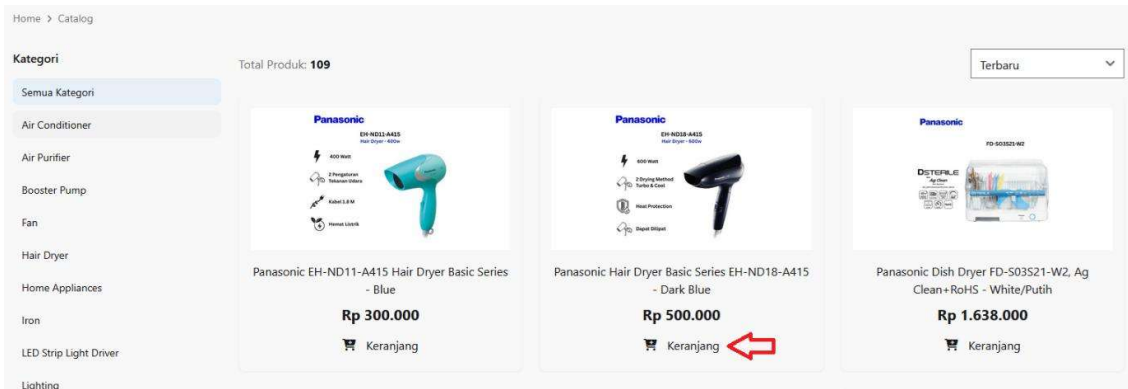 Home > Catalog
Kategori
Semua Kategori
Air Conditioner
Air Purifier
Booster Pump
Fan
Hair Dryer
Home Appliances
Iron
LED Strip Light Driver
Lighting
Total Produk: 109
Terbaru
Panasonic
EH-ND11-A415
Hair Dryer - 400w
400 Watt
2 Pengaturan
Tekanan Udara
Kabel 1.8 M
Hemat Listrik
Panasonic EH-ND11-A415 Hair Dryer Basic Series
- Blue
Rp 300.000
Keranjang
Panasonic
EH-ND18-A415
Hair Dryer - 600w
600 Watt
2 Drying Method
Turbo & Cool
Heat Protection
Dapat Dilipat
Panasonic Hair Dryer Basic Series EH-ND18-A415
- Dark Blue
Rp 500.000
Keranjang
Panasonic
FD-S03S21-W2
DSTERILE
Ag Clean
Panasonic Dish Dryer FD-S03S21-W2, Ag
Clean+RoHS - White/Putih
Rp 1.638.000
Keranjang